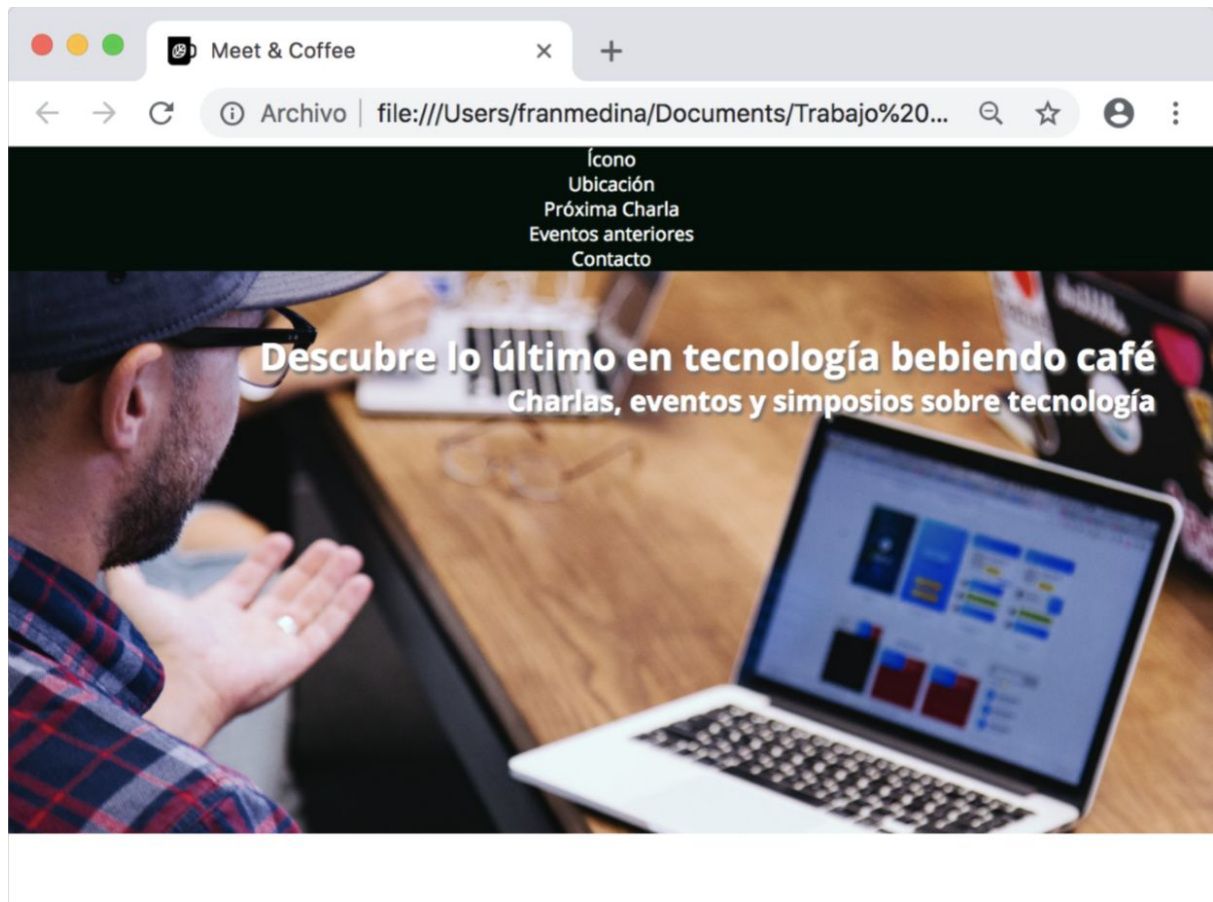 Meet & Coffee
Archivo file:///Users/franmedina/Documents/Trabajo%20...
Ícono
Ubicación
Próxima Charla
Eventos anteriores
Contacto
Descubre lo último en tecnología bebiendo café
Charlas, eventos y simposios sobre tecnología